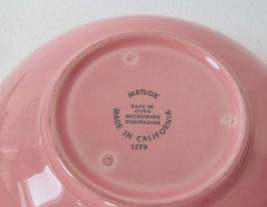 METLOX
SAFE IN
OVEN
MICROWAVE
DISHWASHER
MADE IN CALIFORNIA
1279